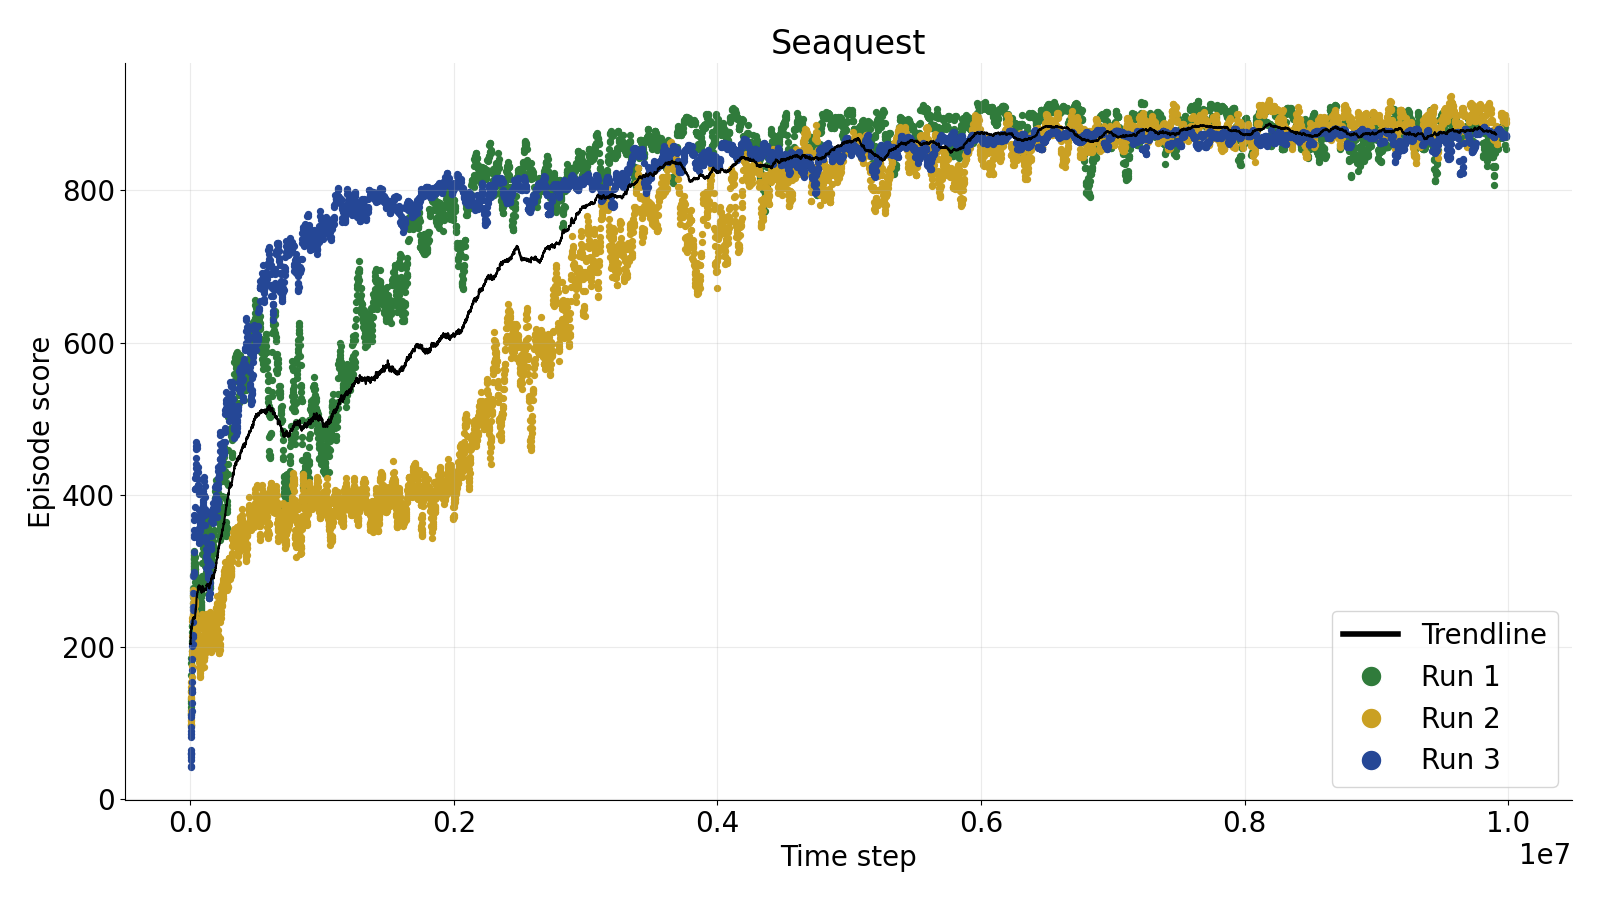 Seaquest
Episode score
800
600
400
200
0
0.0 0.2 0.4 0.6 0.8 1.0
1e7
Time step
Trendline
Run 1
Run 2
Run 3